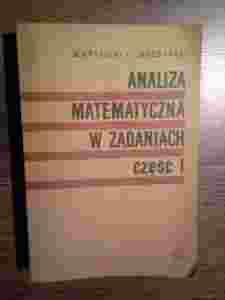 ANALIZA
MATEMATYCZNA
W ZADANIACH
część I